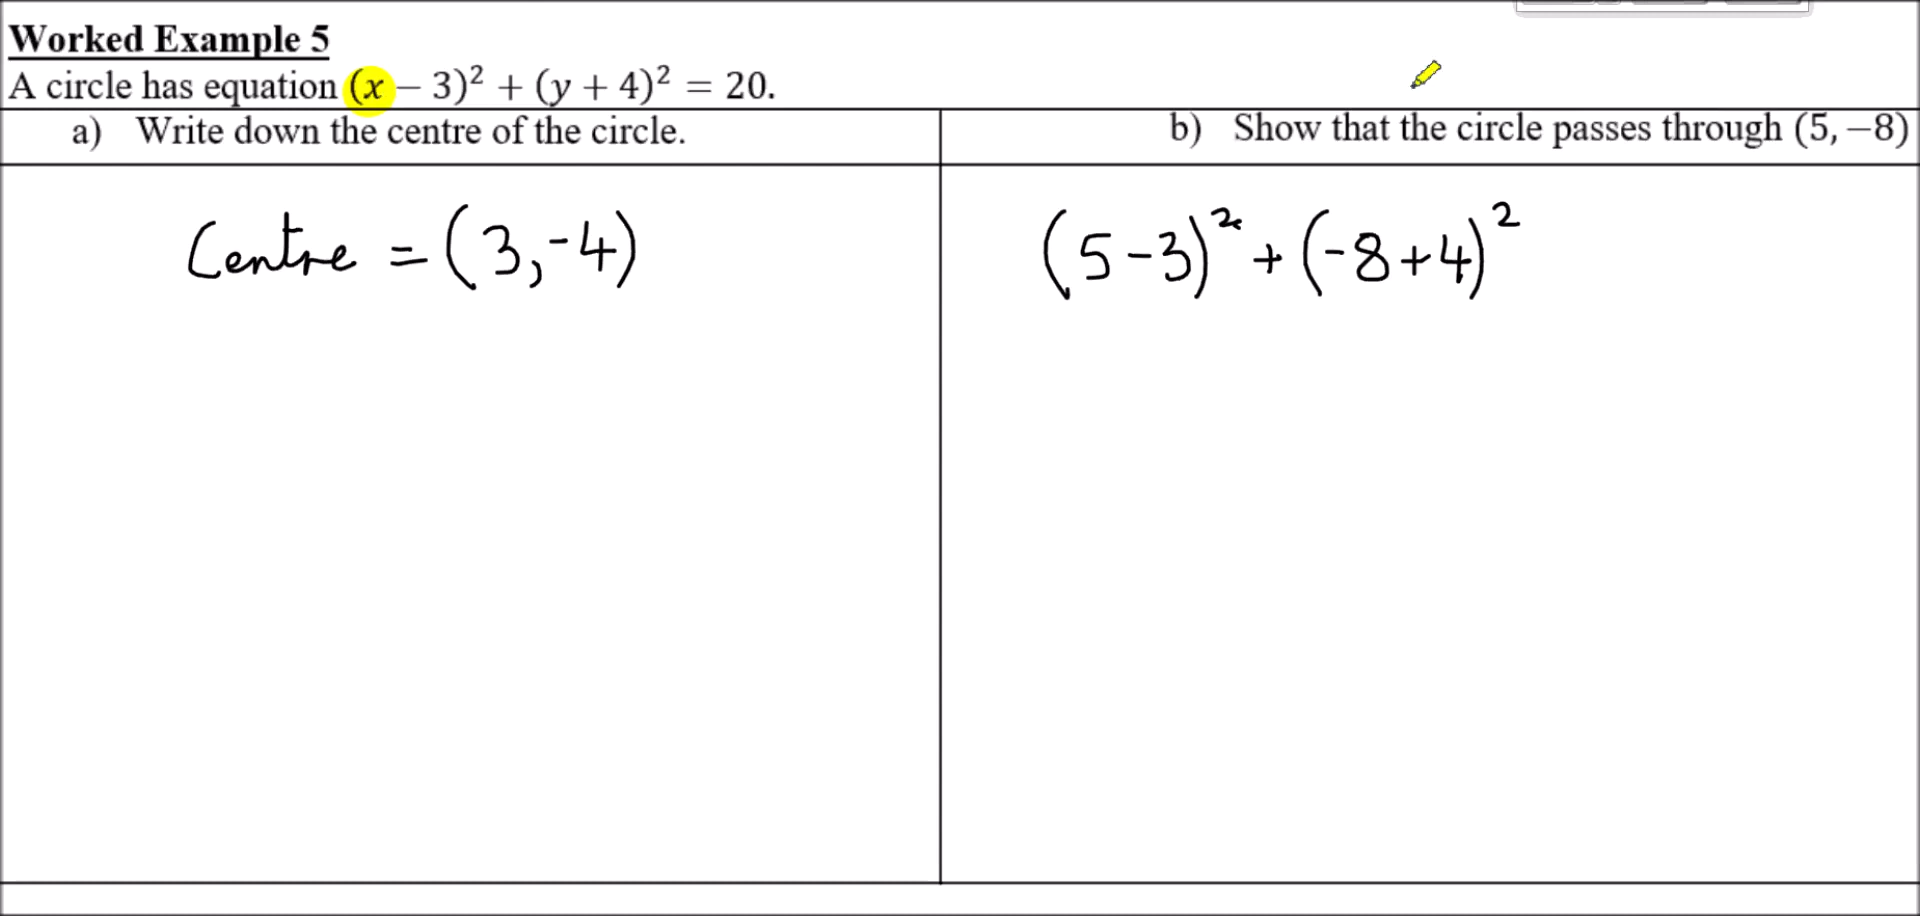 Worked Example 5
A circle has equation (x − 3)² + (y + 4)² = 20.
a) Write down the centre of the circle.
b) Show that the circle passes through (5, −8)
Centre = (3, -4)
(5-3)² + (-8+4)²